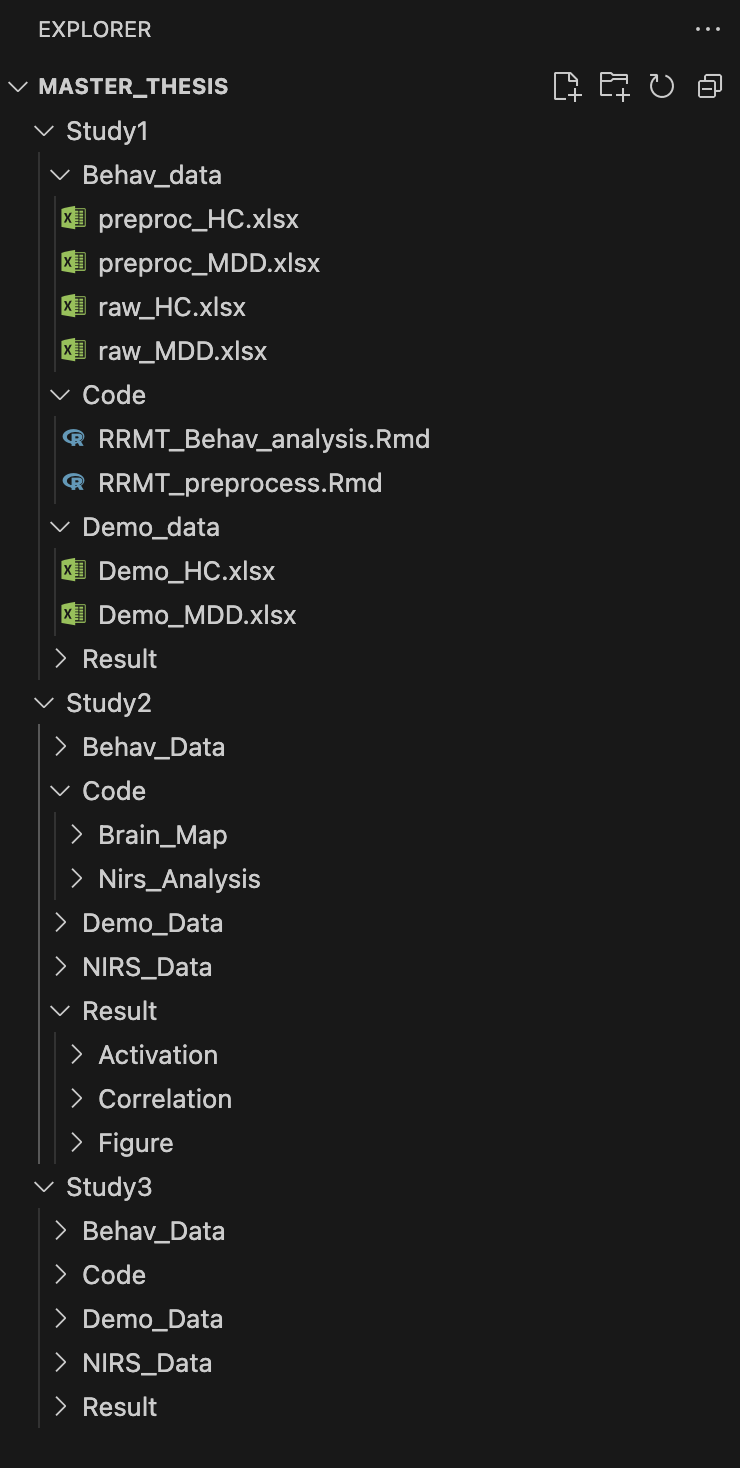 EXPLORER
MASTER_THESIS
Study1
Behav_data
preproc_HC.xlsx
preproc_MDD.xlsx
raw_HC.xlsx
raw_MDD.xlsx
Code
RRMT_Behav_analysis.Rmd
RRMT_preprocess.Rmd
Demo_data
Demo_HC.xlsx
Demo_MDD.xlsx
Result
Study2
Behav_Data
Code
Brain_Map
Nirs_Analysis
Demo_Data
NIRS_Data
Result
Activation
Correlation
Figure
Study3
Behav_Data
Code
Demo_Data
NIRS_Data
Result